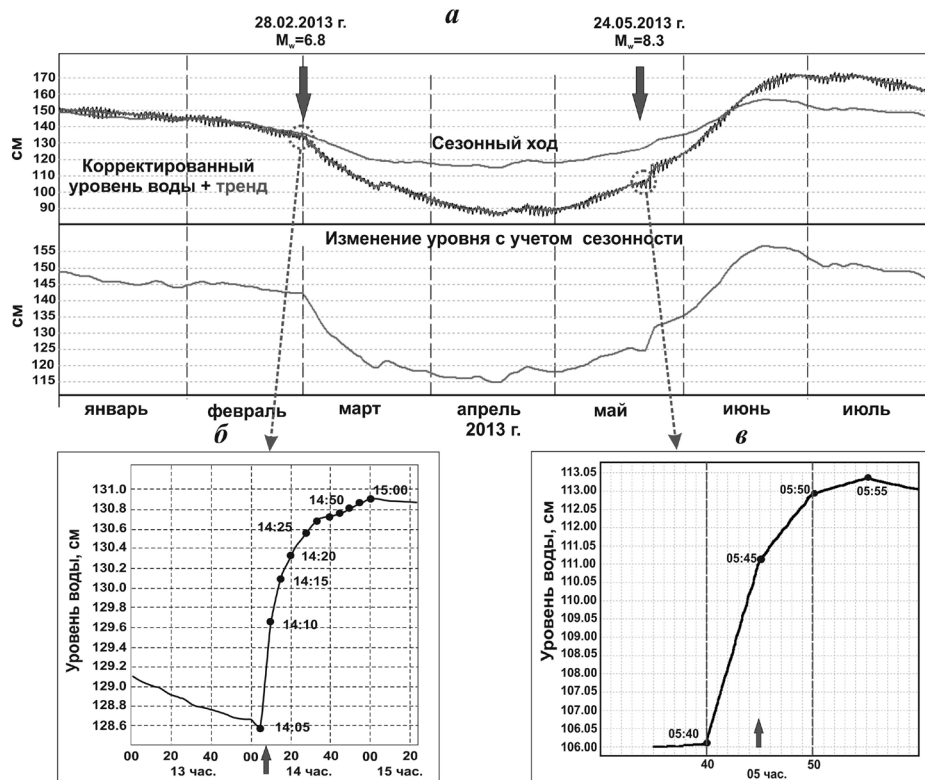 а
28.02.2013 г.
Mw=6.8
24.05.2013 г.
Mw=8.3
см
170
160
150
140
130
120
110
100
90
Сезонный ход
Корректированный
уровень воды + тренд
Изменение уровня с учетом сезонности
см
155
150
145
140
135
130
125
120
115
январь февраль март апрель май июнь июль
2013 г.
б
Уровень воды, см
131.0
130.8
130.6
130.4
130.2
130.0
129.8
129.6
129.4
129.2
129.0
128.8
128.6
15:00
14:50
14:25
14:20
14:15
14:10
14:05
00 20 40 00 20 40 00 20
13 час. 14 час. 15 час.
в
Уровень воды, см
113.05
113.00
112.05
112.00
111.05
111.00
110.05
110.00
109.05
109.00
108.05
108.00
107.05
107.00
106.05
106.00
05:50
05:55
05:45
05:40
40 50
05 час.